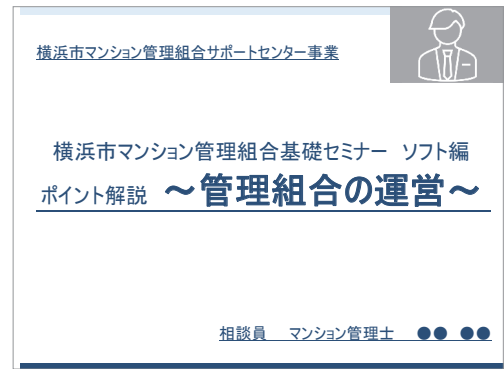 横浜市マンション管理組合サポートセンター事業
横浜市マンション管理組合基礎セミナー　ソフト編
ポイント解説　～管理組合の運営～
相談員　マンション管理士　●●　●●